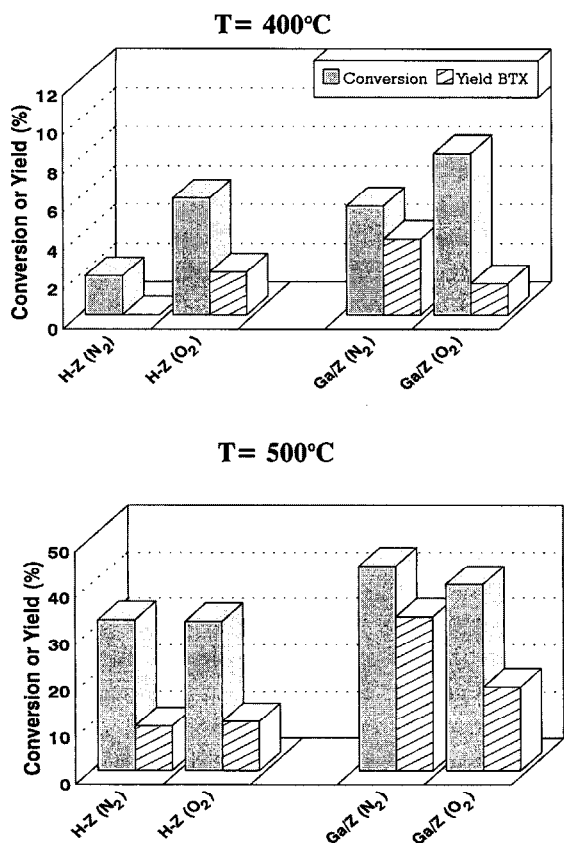 T= 400°C
Conversion Yield BTX
Conversion or Yield (%)
12
10
8
6
4
2
0
H-Z (N₂)
H-Z (O₂)
Ga/Z (N₂)
Ga/Z (O₂)
T= 500°C
Conversion or Yield (%)
50
40
30
20
10
0
H-Z (N₂)
H-Z (O₂)
Ga/Z (N₂)
Ga/Z (O₂)